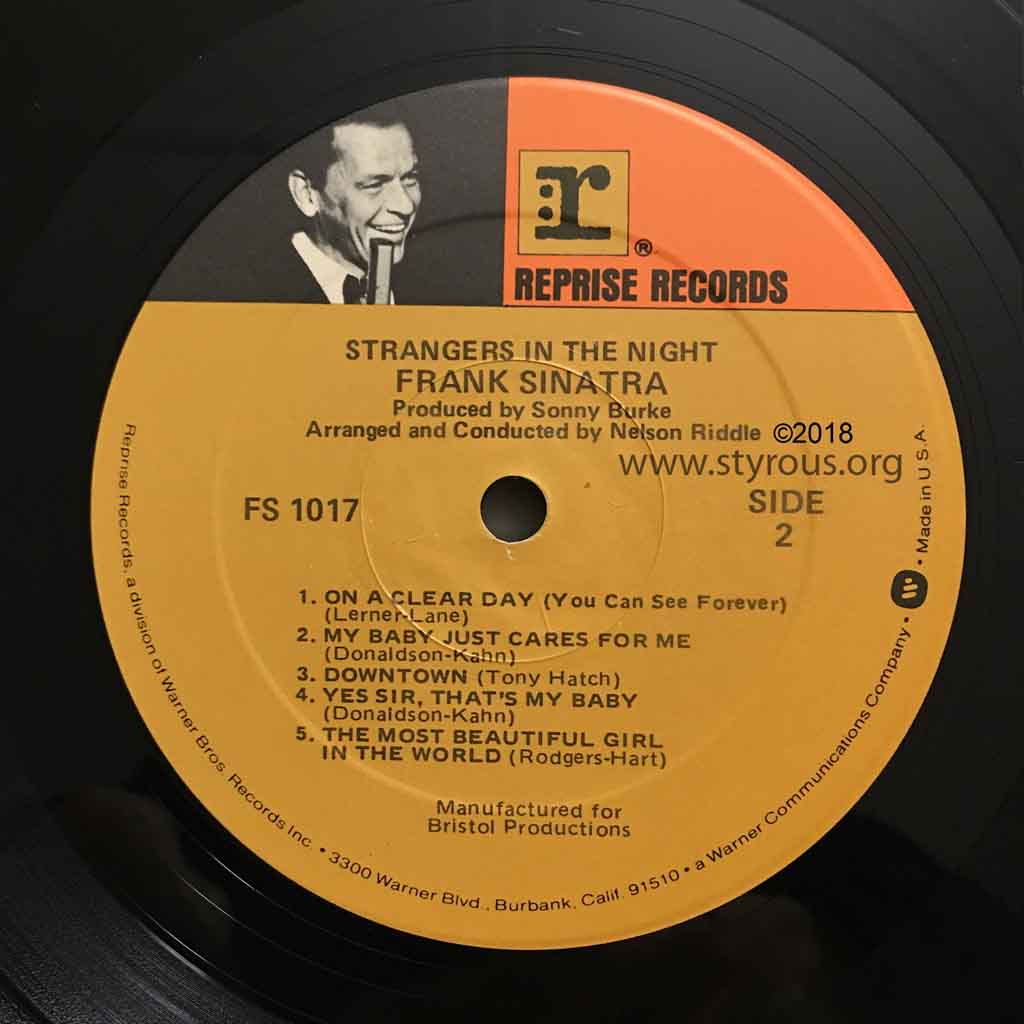 r ®
REPRISE RECORDS
STRANGERS IN THE NIGHT
FRANK SINATRA
Produced by Sonny Burke
Arranged and Conducted by Nelson Riddle ©2018
www.styrous.org
FS 1017
SIDE
2
1. ON A CLEAR DAY (You Can See Forever)
(Lerner-Lane)
2. MY BABY JUST CARES FOR ME
(Donaldson-Kahn)
3. DOWNTOWN (Tony Hatch)
4. YES SIR, THAT'S MY BABY
(Donaldson-Kahn)
5. THE MOST BEAUTIFUL GIRL
IN THE WORLD (Rodgers-Hart)
Manufactured for
Bristol Productions
Reprise Records, a division of Warner Bros. Records Inc. • 3300 Warner Blvd., Burbank, Calif. 91510 • a Warner Communications Company • Made in U.S.A.